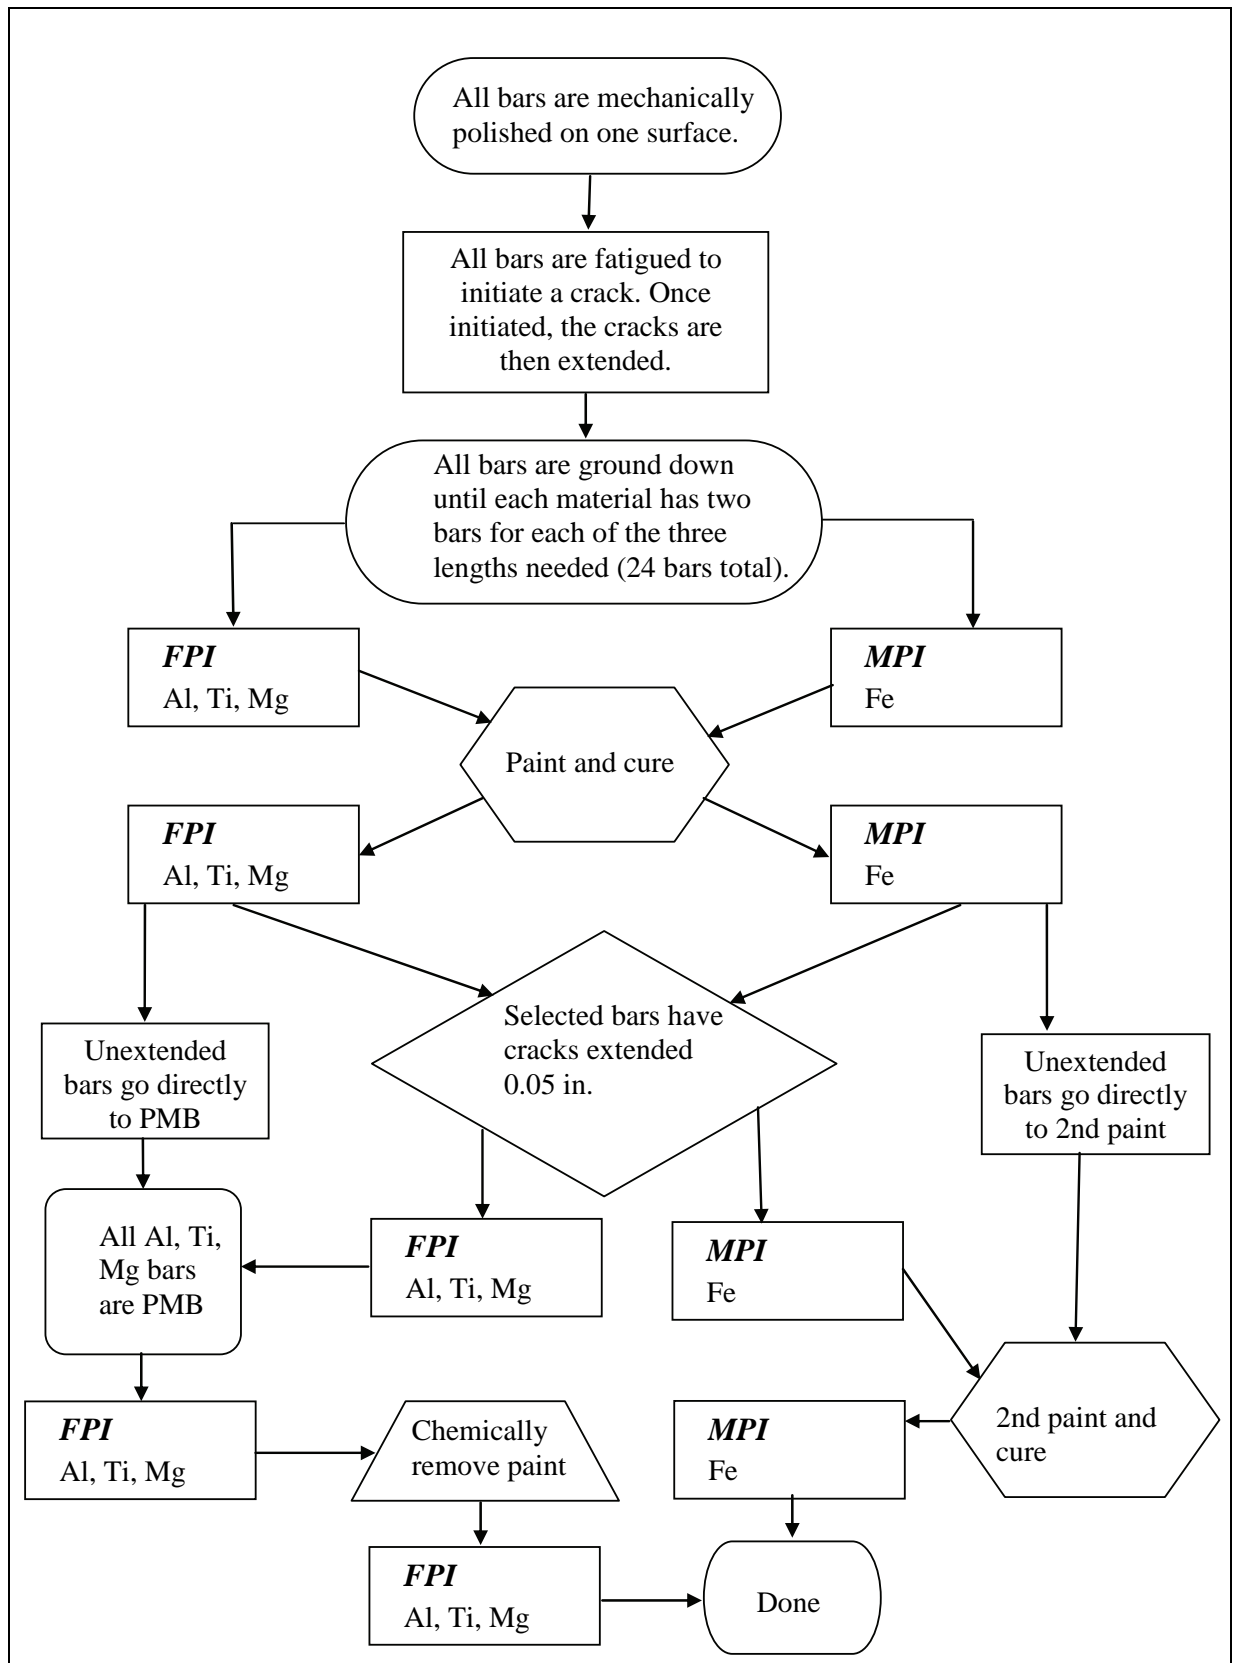 All bars are mechanically
polished on one surface.
All bars are fatigued to
initiate a crack. Once
initiated, the cracks are
then extended.
All bars are ground down
until each material has two
bars for each of the three
lengths needed (24 bars total).
FPI
Al, Ti, Mg
MPI
Fe
Paint and cure
FPI
Al, Ti, Mg
MPI
Fe
Selected bars have
cracks extended
0.05 in.
Unextended
bars go directly
to PMB
Unextended
bars go directly
to 2nd paint
All Al, Ti,
Mg bars
are PMB
FPI
Al, Ti, Mg
MPI
Fe
FPI
Al, Ti, Mg
Chemically
remove paint
MPI
Fe
2nd paint and
cure
FPI
Al, Ti, Mg
Done